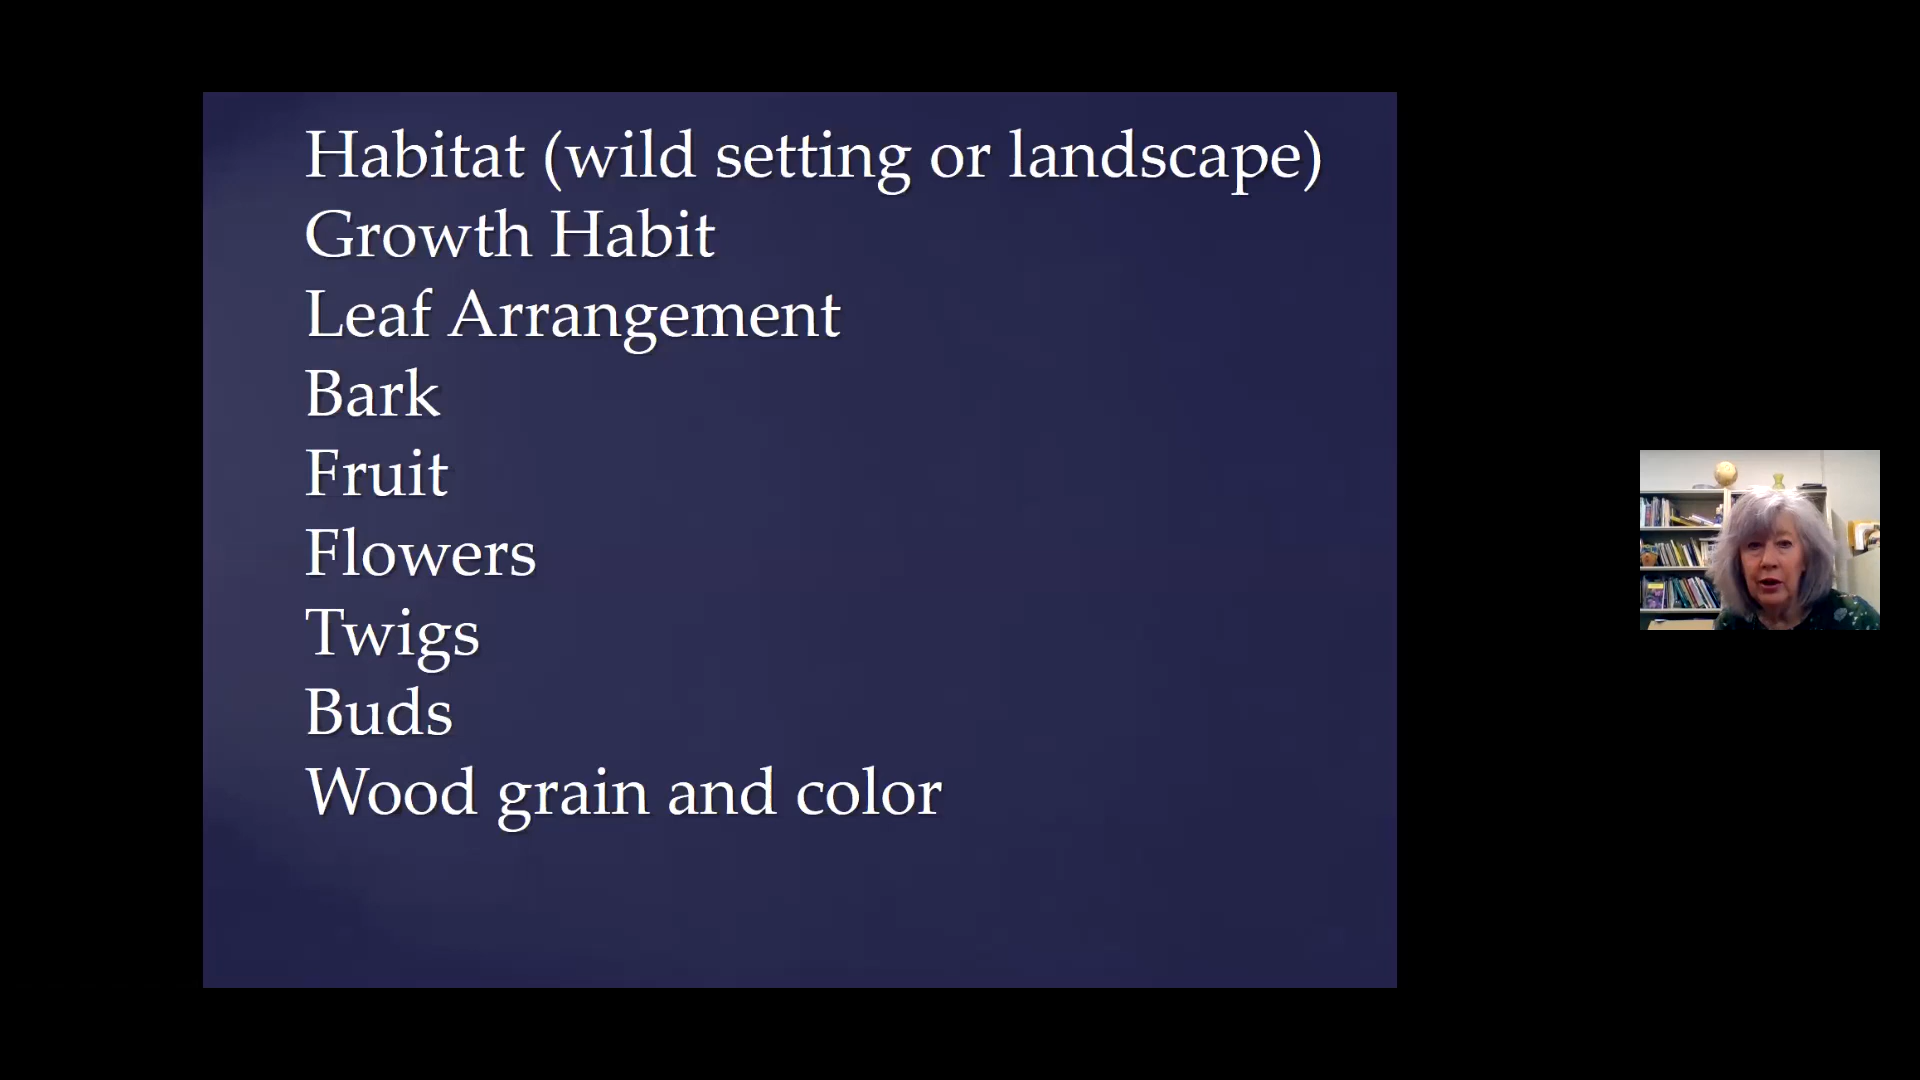 Habitat (wild setting or landscape)
Growth Habit
Leaf Arrangement
Bark
Fruit
Flowers
Twigs
Buds
Wood grain and color